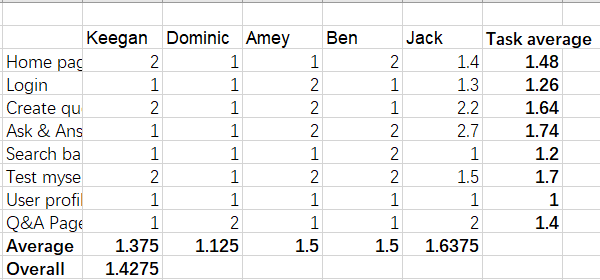 Keegan Dominic Amey Ben Jack Task average
Home pag 2 1 1 2 1.4 1.48
Login 1 1 2 1 1.3 1.26
Create qu 2 1 2 1 2.2 1.64
Ask & Ans 1 1 2 2 2.7 1.74
Search ba 1 1 1 2 1 1.2
Test myse 2 1 2 2 1.5 1.7
User profi 1 1 1 1 1 1
Q&A Page 1 2 1 1 2 1.4
Average 1.375 1.125 1.5 1.5 1.6375
Overall 1.4275